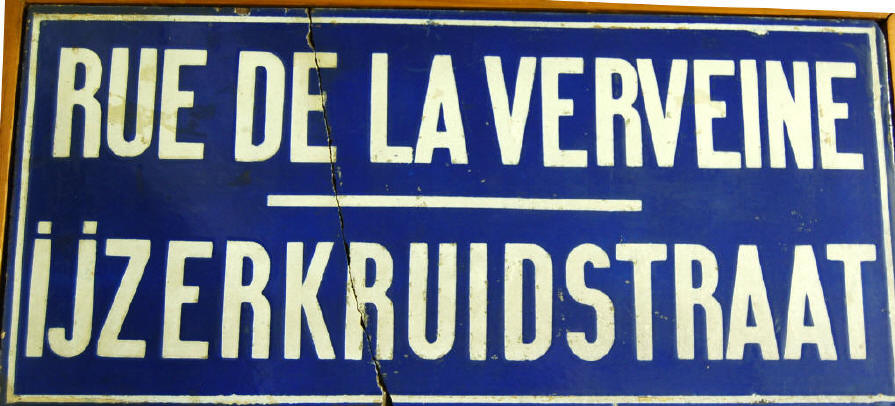 RUE DE LA VERVEINE
IJZERKRUIDSTRAAT